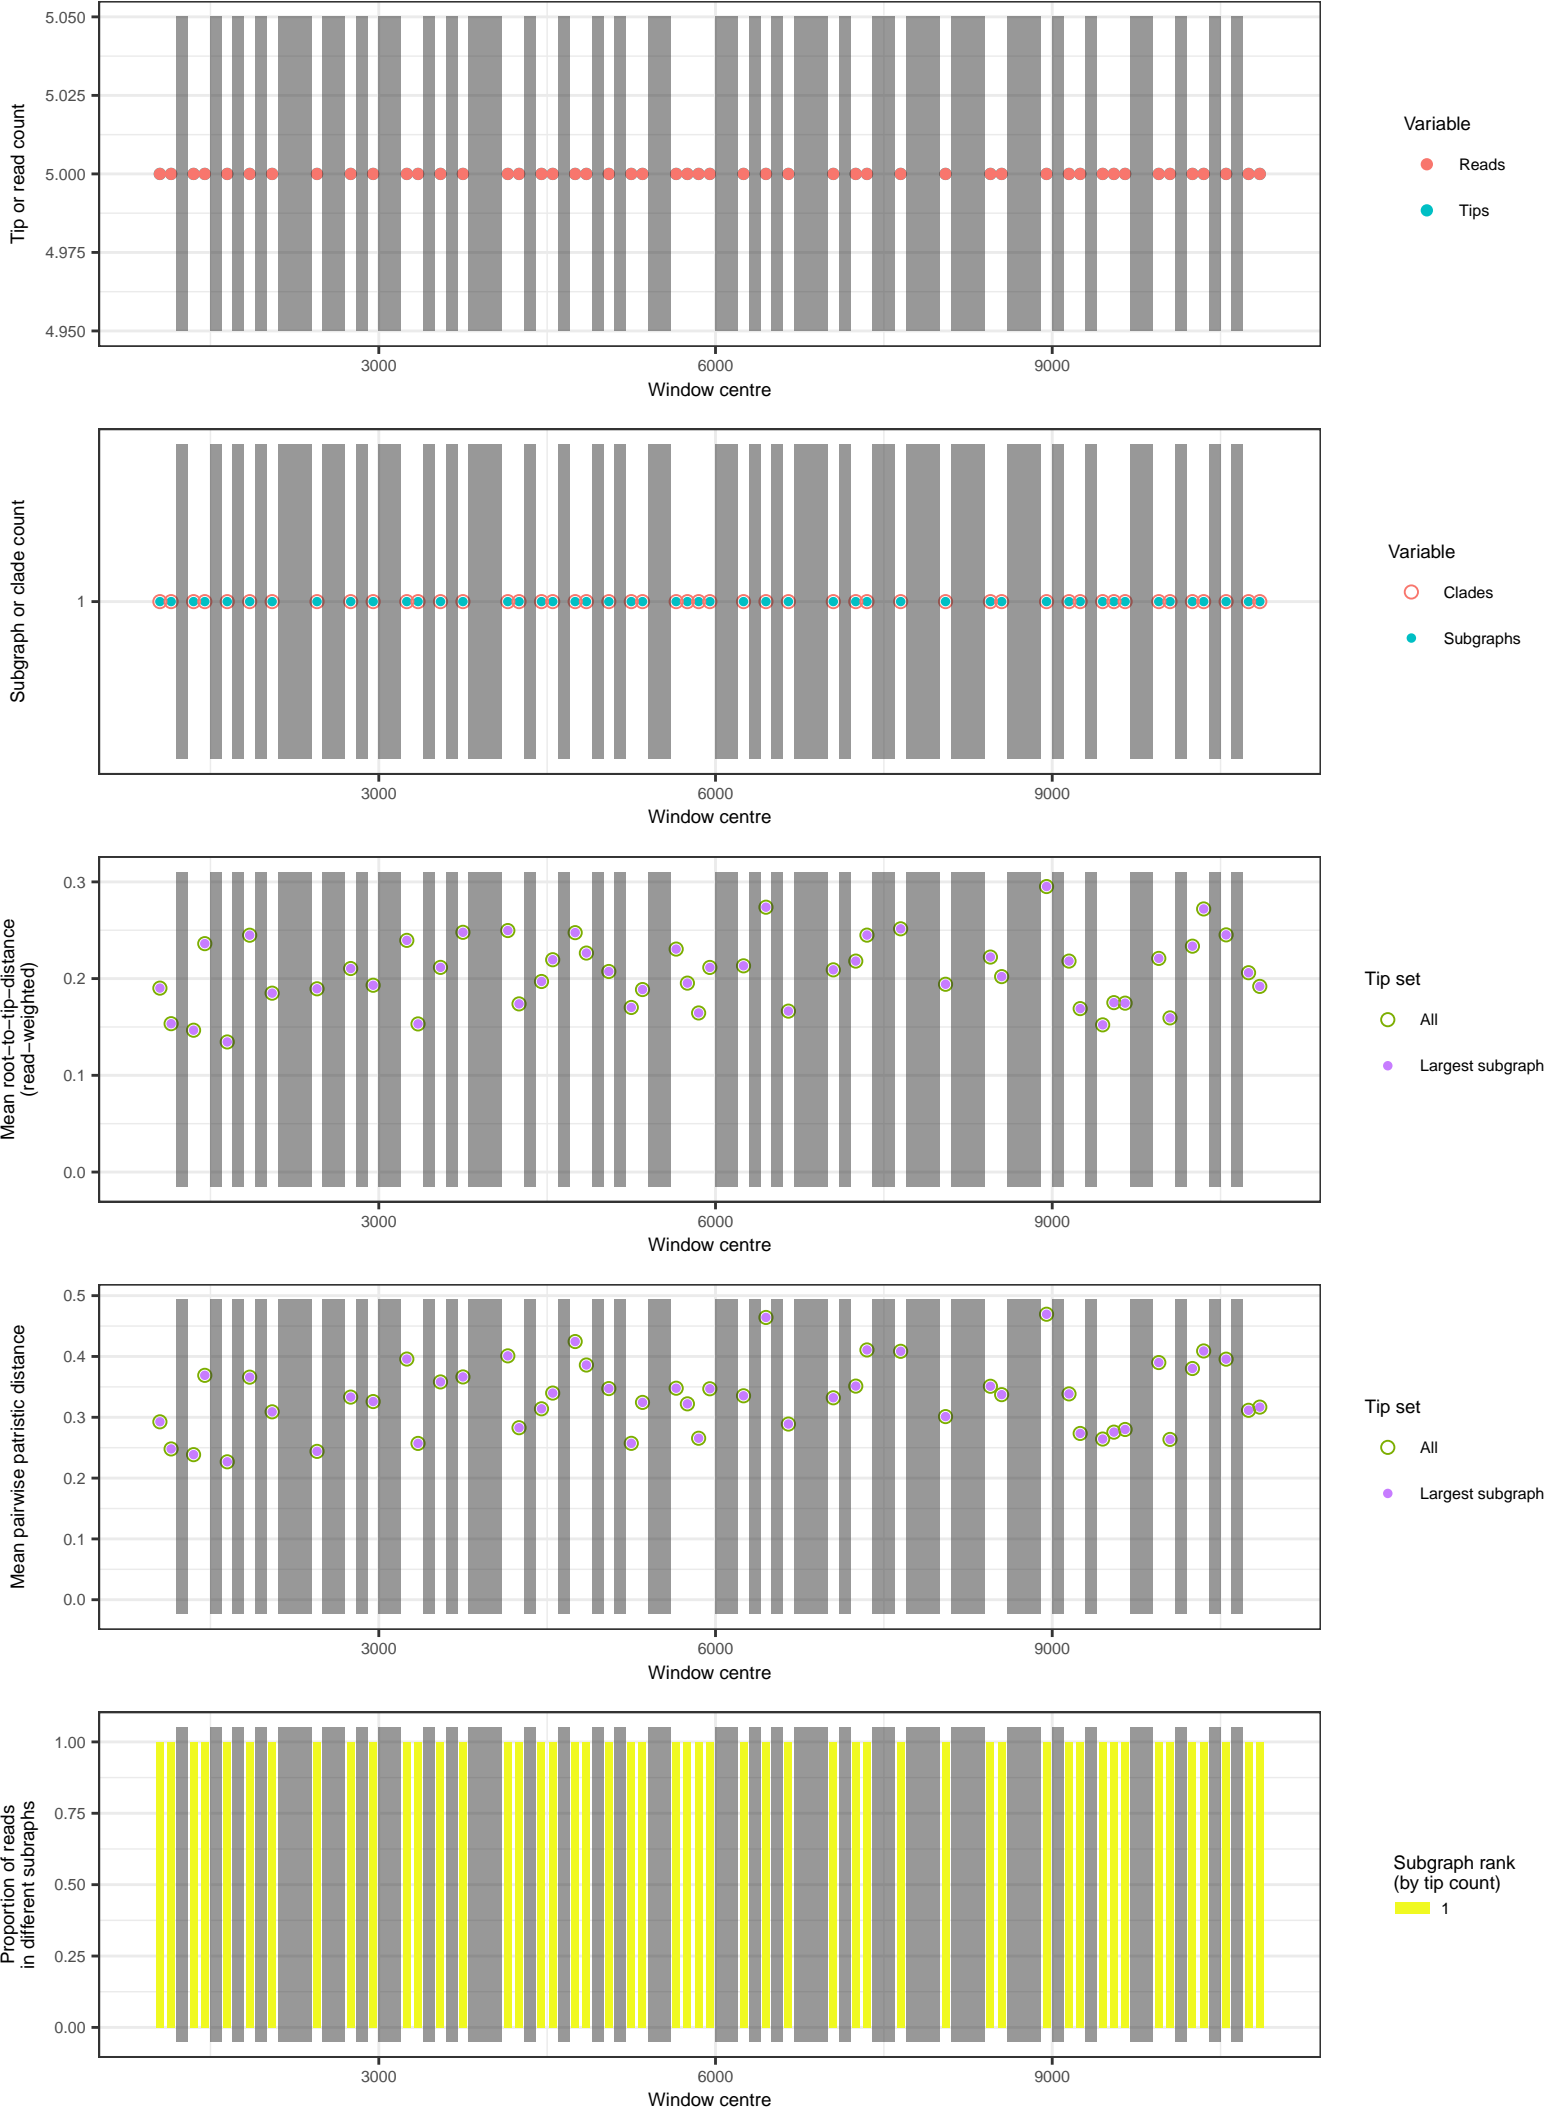 5.050
5.025
5.000
4.975
4.950
Tip or read count
3000
6000
9000
Window centre
Variable
Reads
Tips
1
Subgraph or clade count
3000
6000
9000
Window centre
Variable
Clades
Subgraphs
0.3
0.2
0.1
0.0
Mean root−to−tip−distance
(read−weighted)
3000
6000
9000
Window centre
Tip set
All
Largest subgraph
0.5
0.4
0.3
0.2
0.1
0.0
Mean pairwise patristic distance
3000
6000
9000
Window centre
Tip set
All
Largest subgraph
1.00
0.75
0.50
0.25
0.00
Proportion of reads
in different subraphs
3000
6000
9000
Window centre
Subgraph rank
(by tip count)
1